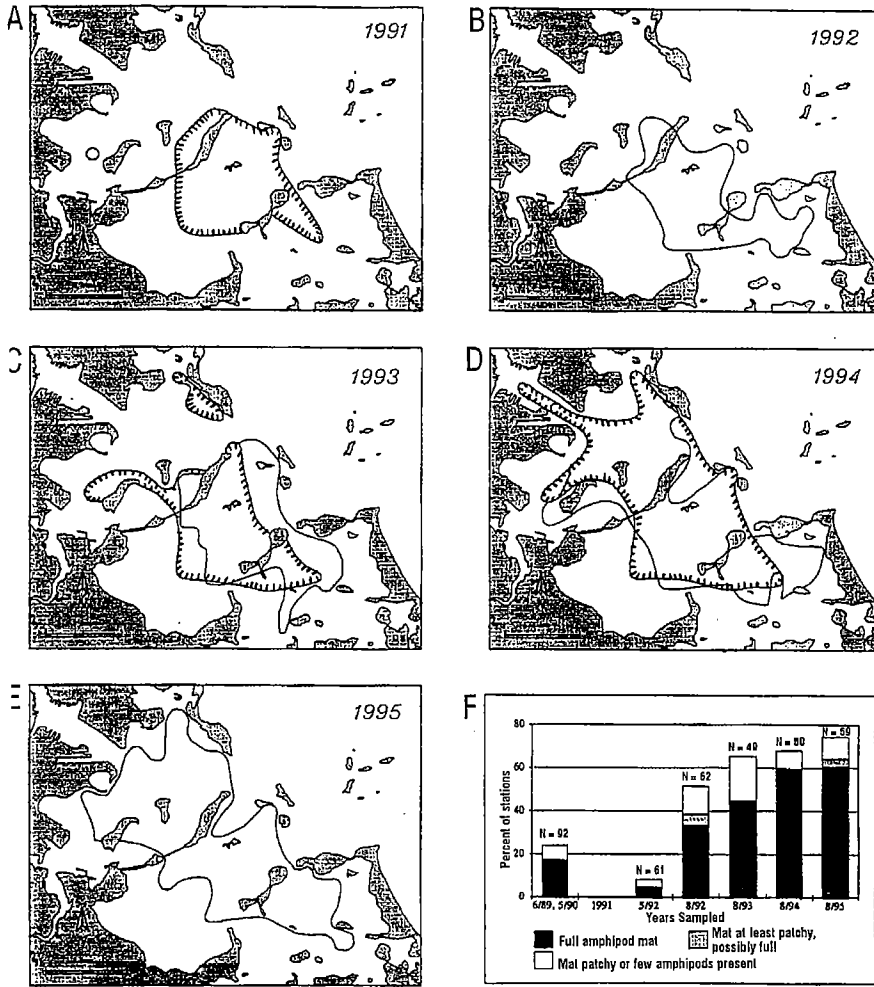 A
1991
B
1992
C
1993
D
1994
E
1995
F
80
60
40
20
0
Percent of stations
N = 92
N = 61
N = 62
N = 49
N = 50
N = 59
6/89, 5/90
1991
5/92
8/92
8/93
8/94
8/95
Years Sampled
Full amphipod mat
Mat at least patchy,
possibly full
Mat patchy or few amphipods present